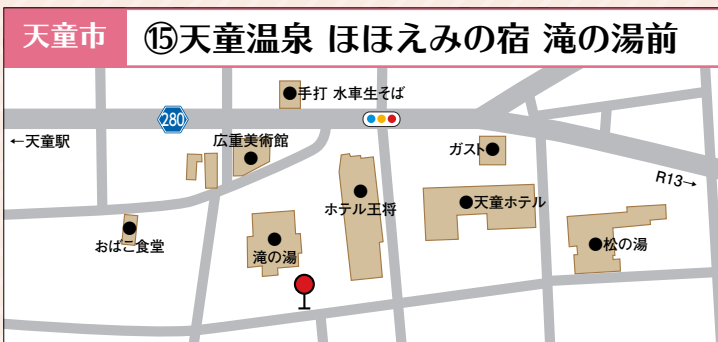 天童市
⑮天童温泉 ほほえみの宿 滝の湯前
手打 水車生そば
280
←天童駅
広重美術館
ガスト
R13→
ホテル王将
天童ホテル
おばこ食堂
滝の湯
松の湯